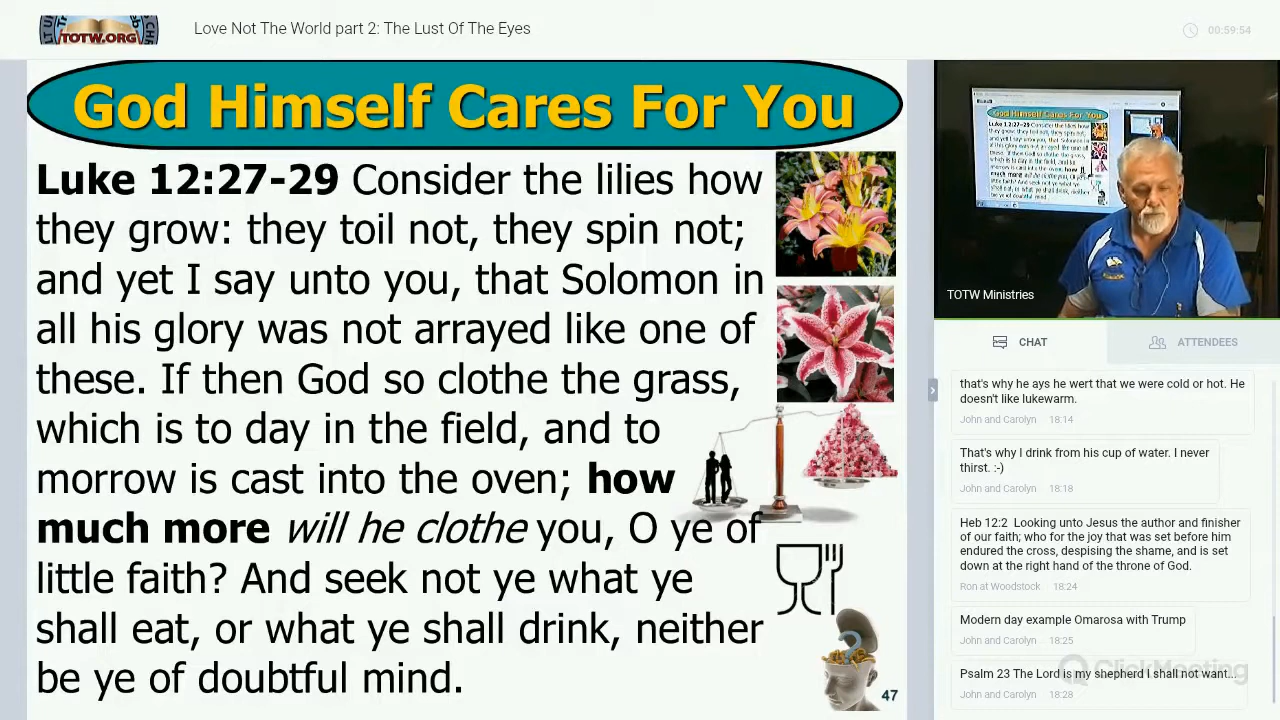 TOTW.ORG
Love Not The World part 2: The Lust Of The Eyes
00:59:54
God Himself Cares For You
Luke 12:27-29 Consider the lilies how
they grow: they toil not, they spin not;
and yet I say unto you, that Solomon in
all his glory was not arrayed like one of
these. If then God so clothe the grass,
which is to day in the field, and to
morrow is cast into the oven; how
much more will he clothe you, O ye of
little faith? And seek not ye what ye
shall eat, or what ye shall drink, neither
be ye of doubtful mind.
?
47
God Himself Cares For You
TOTW Ministries
CHAT
ATTENDEES
that's why he ays he wert that we were cold or hot. He
doesn't like lukewarm.
John and Carolyn 18:14
That's why I drink from his cup of water. I never
thirst. :-)
John and Carolyn 18:18
Heb 12:2 Looking unto Jesus the author and finisher
of our faith; who for the joy that was set before him
endured the cross, despising the shame, and is set
down at the right hand of the throne of God.
Ron at Woodstock 18:24
Modern day example Omarosa with Trump
John and Carolyn 18:25
Psalm 23 The Lord is my shepherd I shall not want...
John and Carolyn 18:28
ClickMeeting